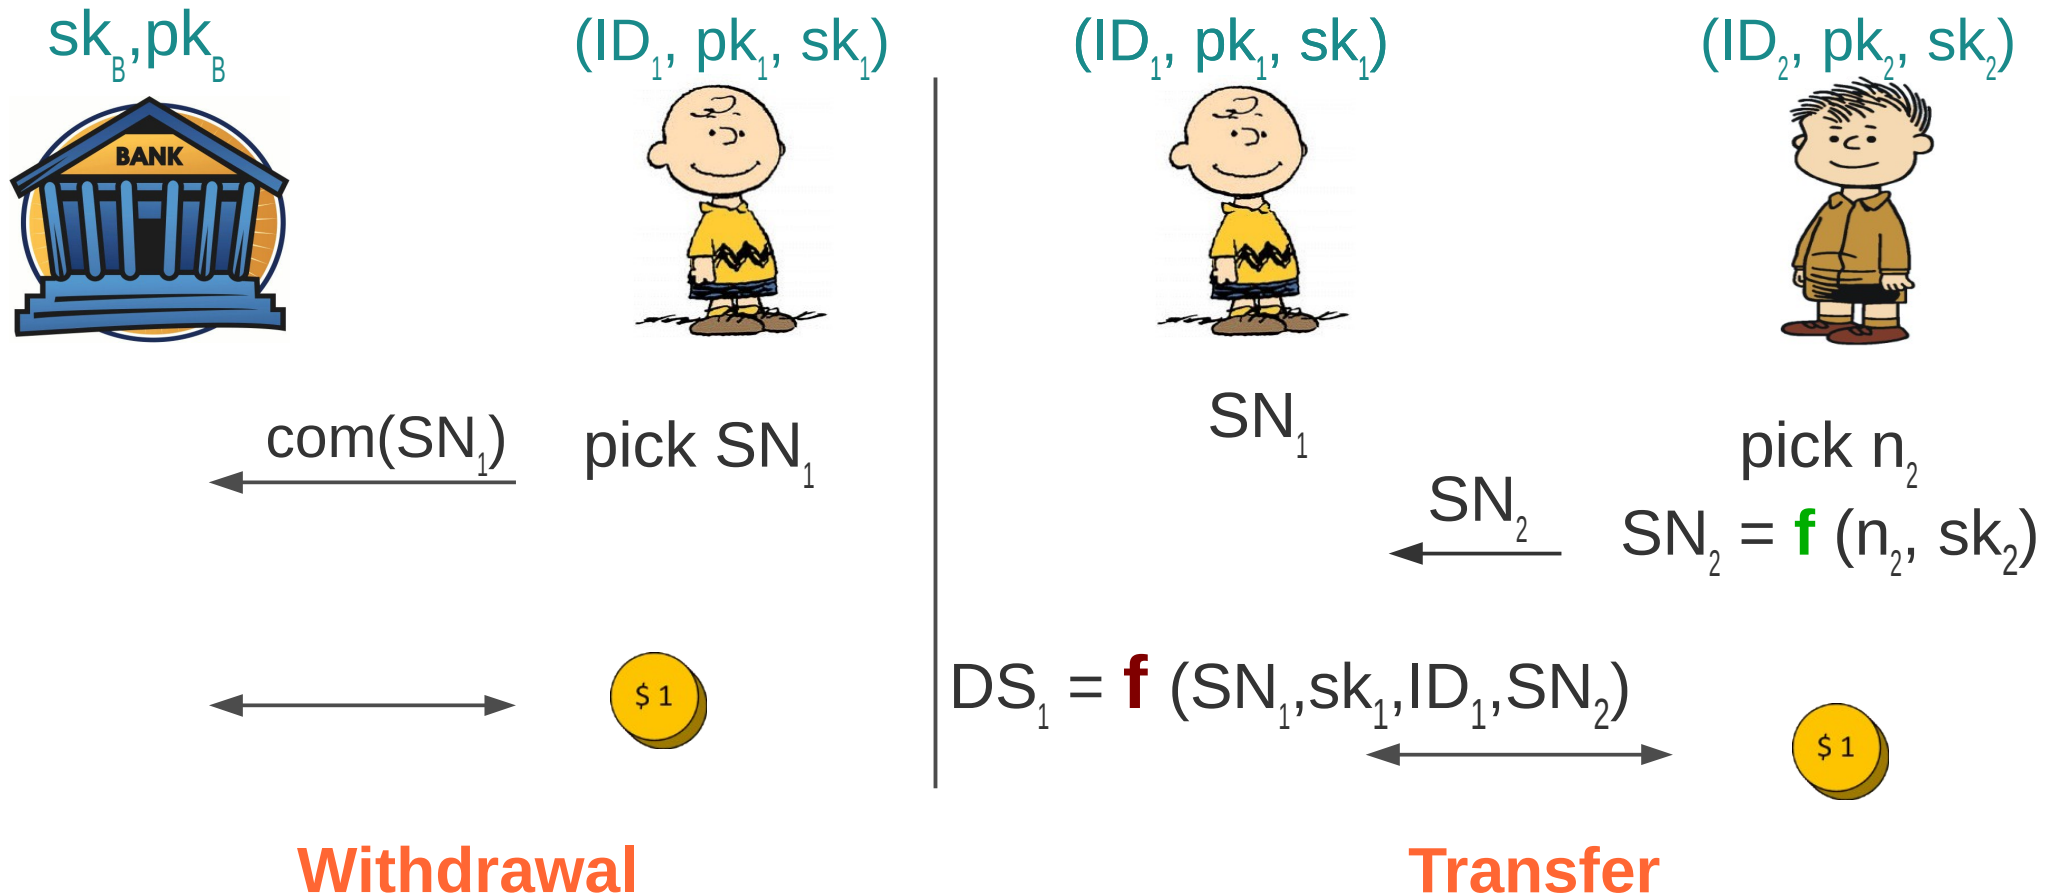 sk_B,pk_B
(ID_1, pk_1, sk_1)
BANK
com(SN_1)
pick SN_1
$ 1
Withdrawal
(ID_1, pk_1, sk_1)
(ID_2, pk_2, sk_2)
SN_1
pick n_2
SN_2
SN_2 = f (n_2, sk_2)
DS_1 = f (SN_1,sk_1,ID_1,SN_2)
$ 1
Transfer